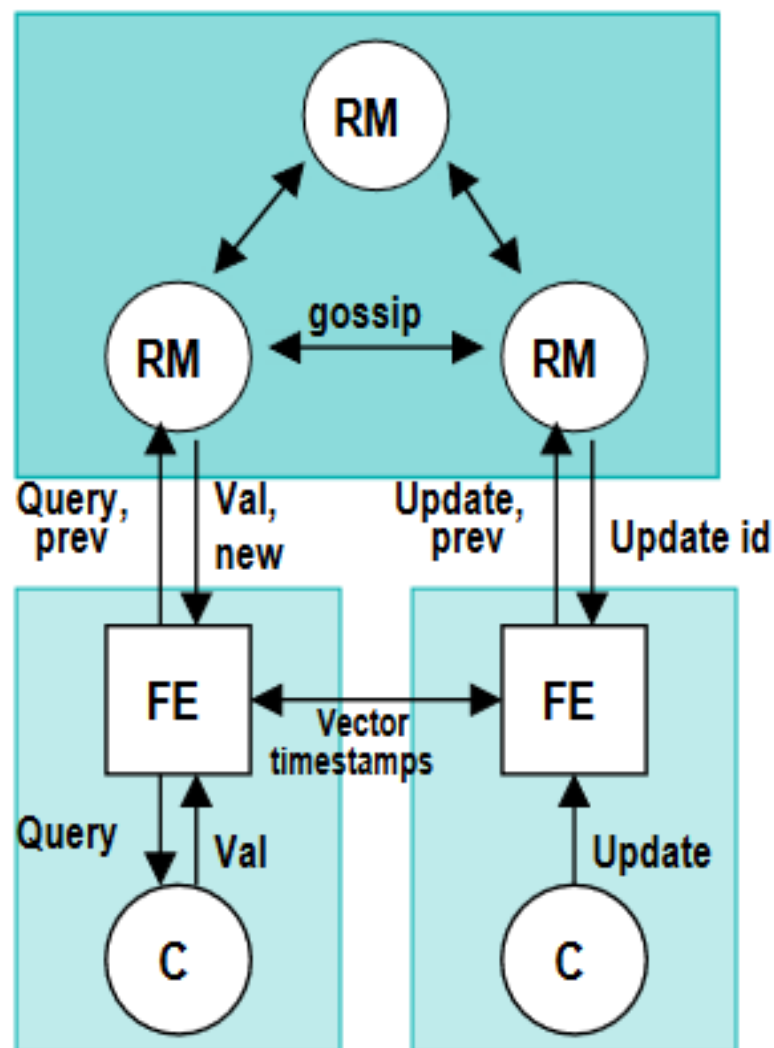 RM
gossip
RM
RM
Query,
prev
Val,
new
Update,
prev
Update id
FE
FE
Vector
timestamps
Query
Val
Update
C
C